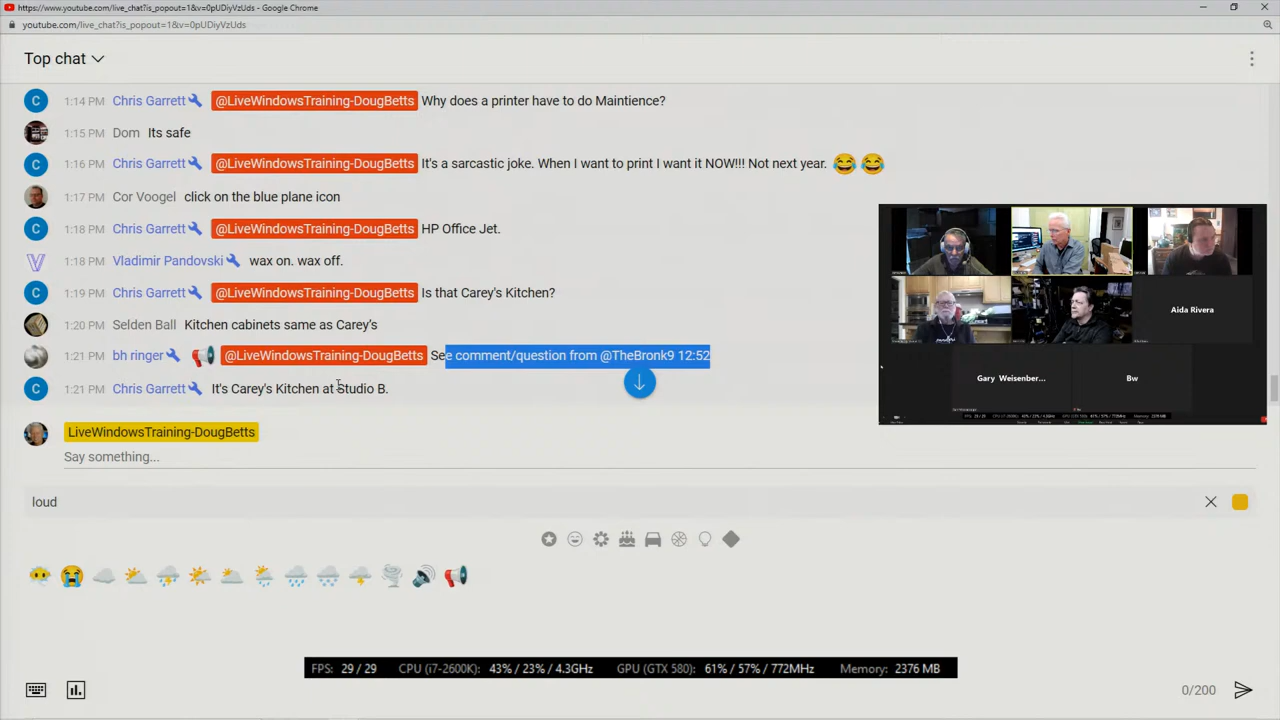 https://www.youtube.com/live_chat?is_popout=1&v=0pUDiyVzUds - Google Chrome
youtube.com/live_chat?is_popout=1&v=0pUDiyVzUds
Top chat
C 1:14 PM Chris Garrett @LiveWindowsTraining-DougBetts Why does a printer have to do Maintience?
1:15 PM Dom Its safe
C 1:16 PM Chris Garrett @LiveWindowsTraining-DougBetts It's a sarcastic joke. When I want to print I want it NOW!!! Not next year. 😂 😂
1:17 PM Cor Voogel click on the blue plane icon
C 1:18 PM Chris Garrett @LiveWindowsTraining-DougBetts HP Office Jet.
V 1:18 PM Vladimir Pandovski wax on. wax off.
C 1:19 PM Chris Garrett @LiveWindowsTraining-DougBetts Is that Carey's Kitchen?
1:20 PM Selden Ball Kitchen cabinets same as Carey's
1:21 PM bh ringer 📢 @LiveWindowsTraining-DougBetts See comment/question from @TheBronk9 12:52
C 1:21 PM Chris Garrett It's Carey's Kitchen at Studio B.
Aida Rivera
Gary Weisenber...
Bw
LiveWindowsTraining-DougBetts
Say something...
loud
FPS: 29 / 29 CPU (i7-2600K): 43% / 23% / 4.3GHz GPU (GTX 580): 61% / 57% / 772MHz Memory: 2376 MB
0/200